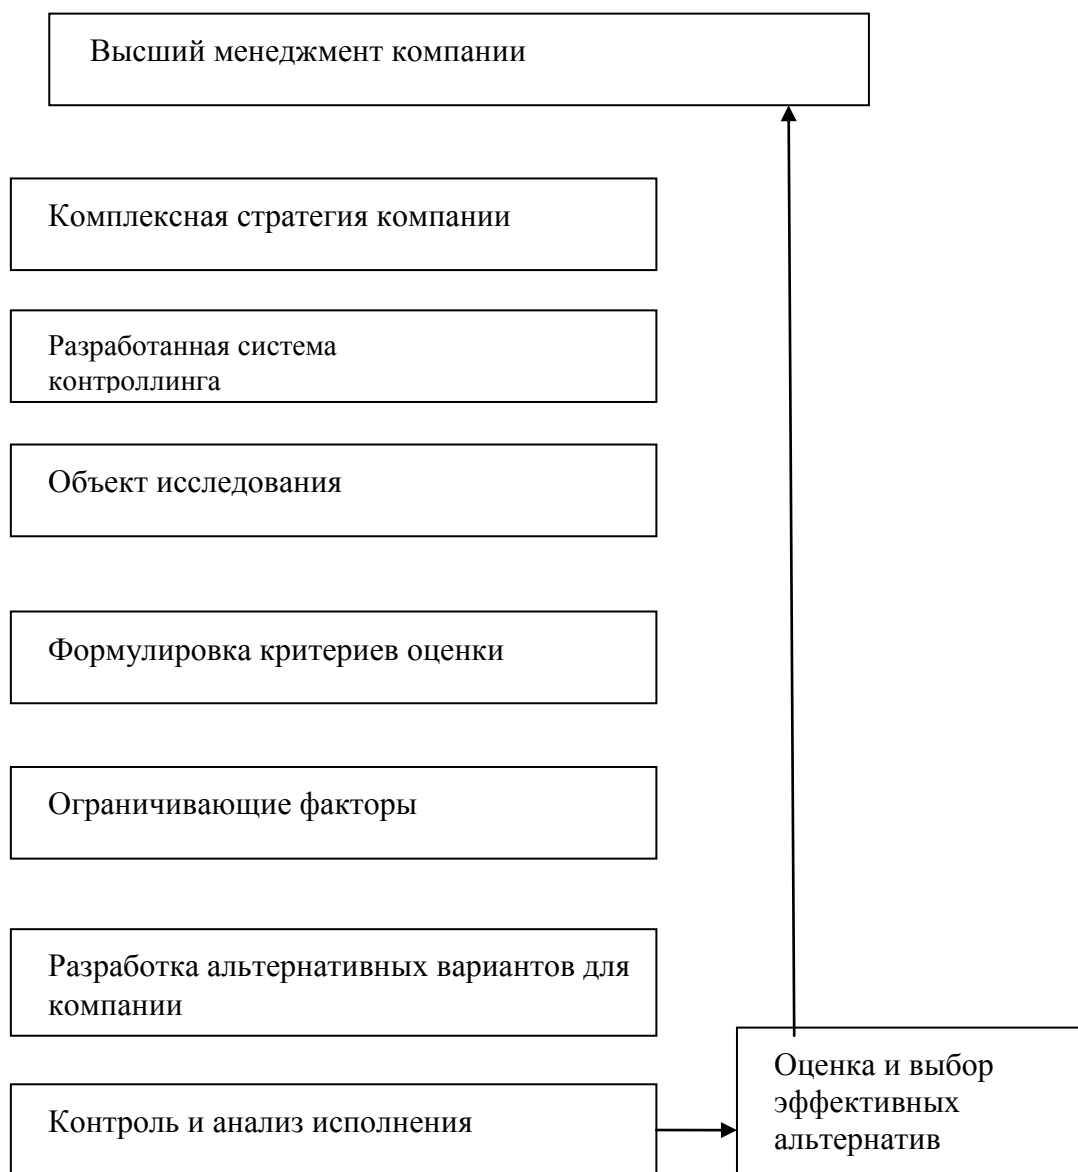 Высший менеджмент компании
Комплексная стратегия компании
Разработанная система
контроллинга
Объект исследования
Формулировка критериев оценки
Ограничивающие факторы
Разработка альтернативных вариантов для
компании
Контроль и анализ исполнения
Оценка и выбор
эффективных
альтернатив